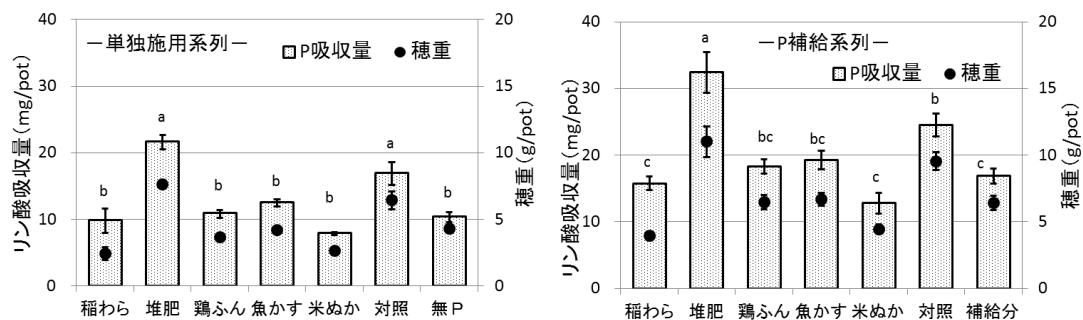 40
30
20
10
0
リン酸吸収量(mg/pot)
－単独施用系列－
P吸収量 穂重
b a b b b a b
20
15
10
5
0
穂重(g/pot)
稲わら 堆肥 鶏ふん 魚かす 米ぬか 対照 無P
40
30
20
10
0
リン酸吸収量(mg/pot)
－P補給系列－
P吸収量 穂重
c a bc bc c b c
20
15
10
5
0
穂重(g/pot)
稲わら 堆肥 鶏ふん 魚かす 米ぬか 対照 補給分